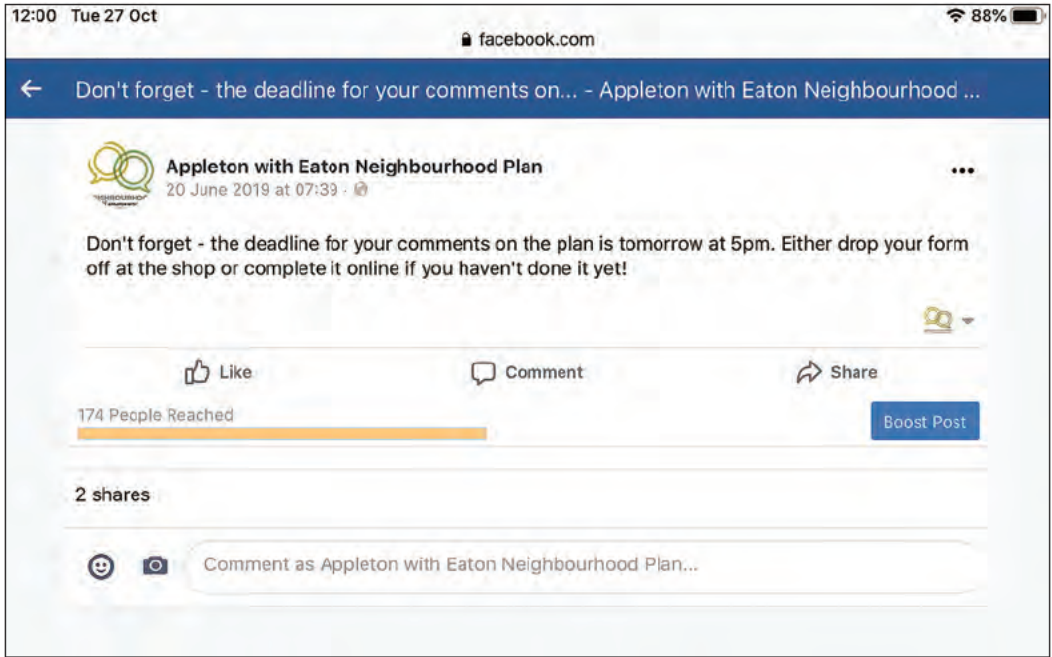 12:00 Tue 27 Oct
88%
facebook.com
Don't forget - the deadline for your comments on... - Appleton with Eaton Neighbourhood ...
Appleton with Eaton Neighbourhood Plan
20 June 2019 at 07:39 ·
Don't forget - the deadline for your comments on the plan is tomorrow at 5pm. Either drop your form
off at the shop or complete it online if you haven't done it yet!
Like
Comment
Share
174 People Reached
Boost Post
2 shares
Comment as Appleton with Eaton Neighbourhood Plan...